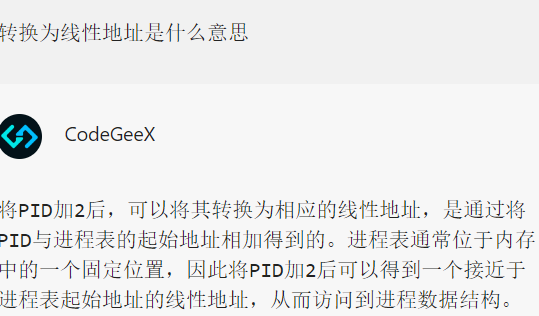 转换为线性地址是什么意思
CodeGeeX
将PID加2后，可以将其转换为相应的线性地址，是通过将
PID与进程表的起始地址相加得到的。进程表通常位于内存
中的一个固定位置，因此将PID加2后可以得到一个接近于
进程表起始地址的线性地址，从而访问到进程数据结构。